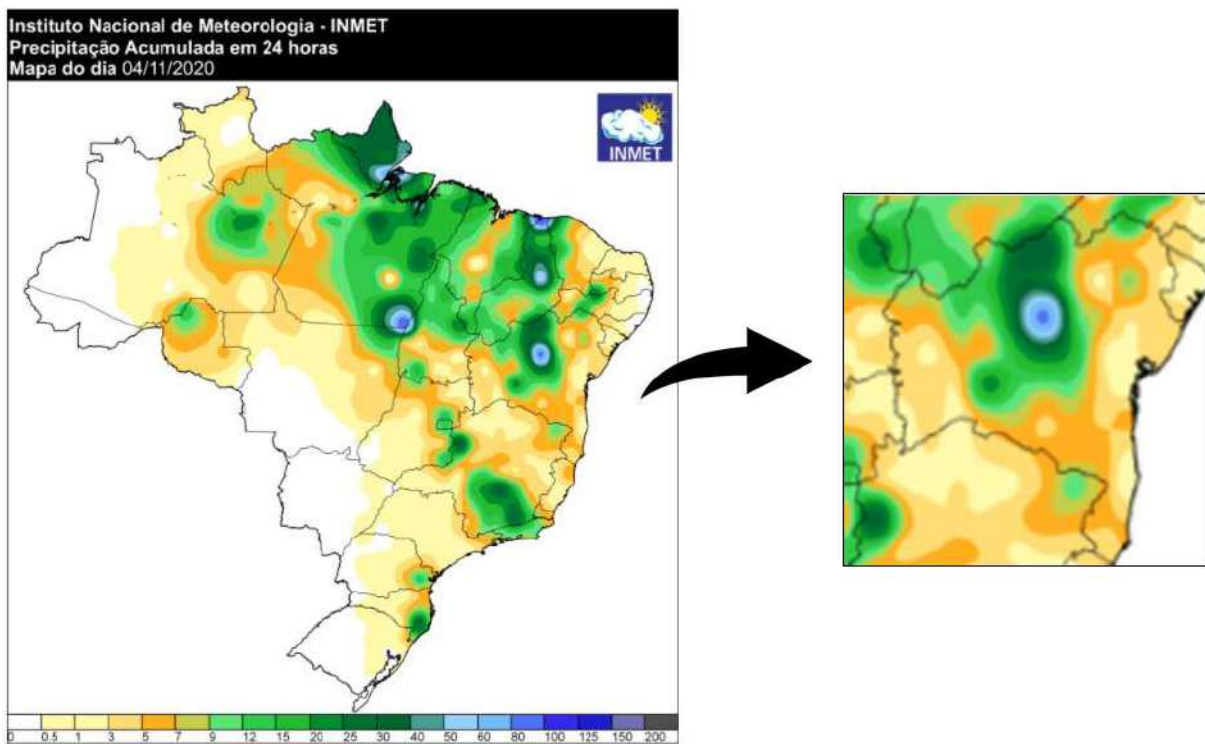 Instituto Nacional de Meteorologia - INMET
Precipitação Acumulada em 24 horas
Mapa do dia 04/11/2020
INMET
0 0.5 1 3 5 7 9 12 15 20 25 30 40 50 60 80 100 125 150 200